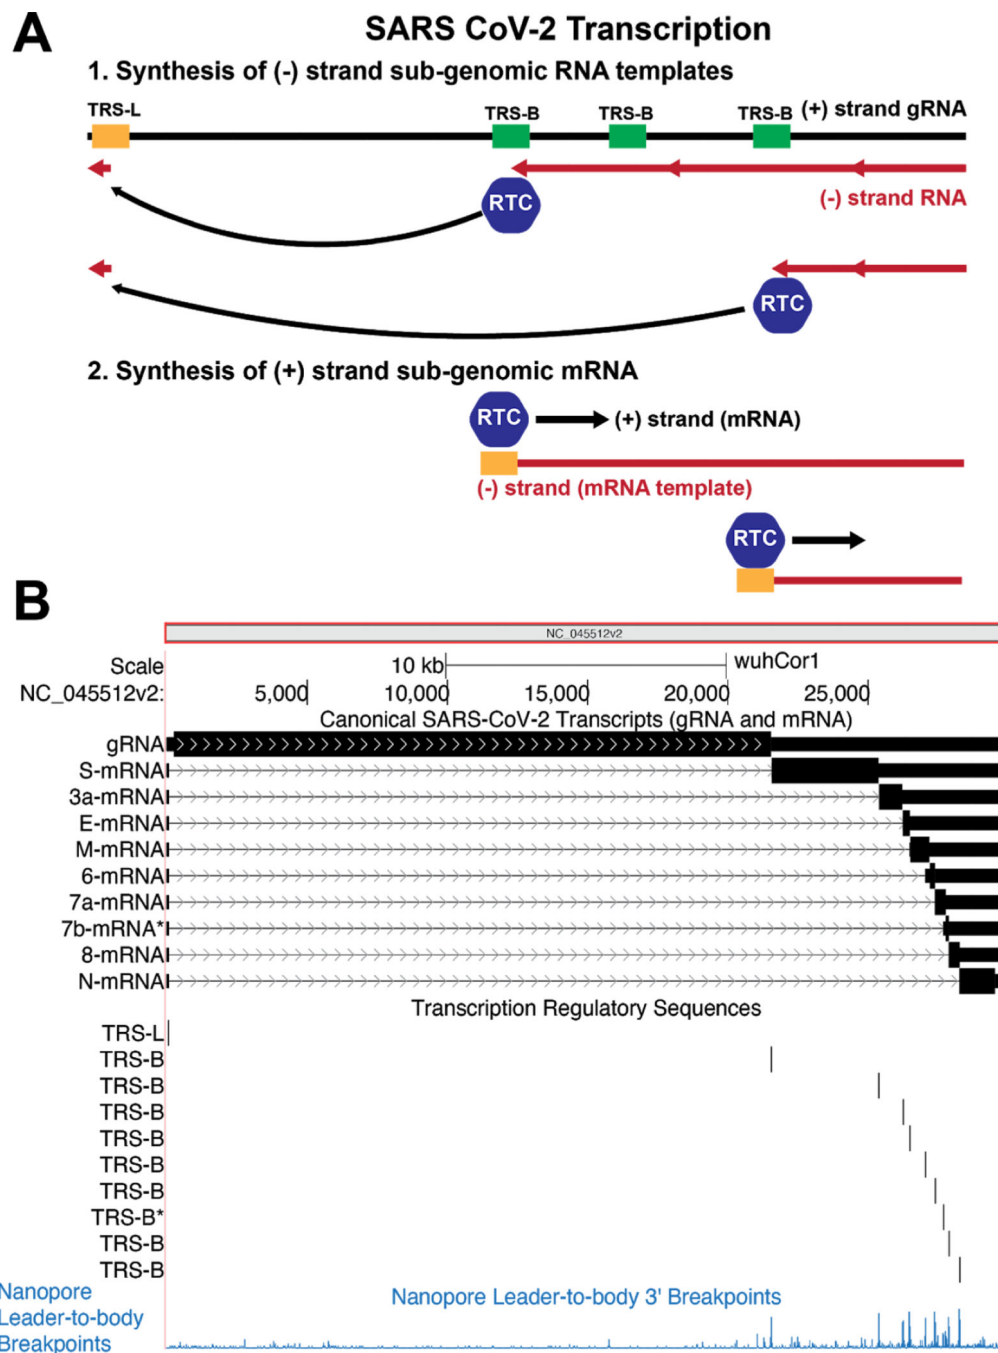 A
SARS CoV-2 Transcription
1. Synthesis of (-) strand sub-genomic RNA templates
TRS-L TRS-B TRS-B TRS-B (+) strand gRNA
RTC
(-) strand RNA
RTC
2. Synthesis of (+) strand sub-genomic mRNA
RTC (+) strand (mRNA)
(-) strand (mRNA template)
RTC
B
NC_045512v2
Scale 10 kb wuhCor1
NC_045512v2: 5,000 10,000 15,000 20,000 25,000
Canonical SARS-CoV-2 Transcripts (gRNA and mRNA)
gRNA
S-mRNA
3a-mRNA
E-mRNA
M-mRNA
6-mRNA
7a-mRNA
7b-mRNA*
8-mRNA
N-mRNA
Transcription Regulatory Sequences
TRS-L
TRS-B
TRS-B
TRS-B
TRS-B
TRS-B
TRS-B
TRS-B*
TRS-B
TRS-B
Nanopore Leader-to-body 3' Breakpoints
Nanopore
Leader-to-body
Breakpoints